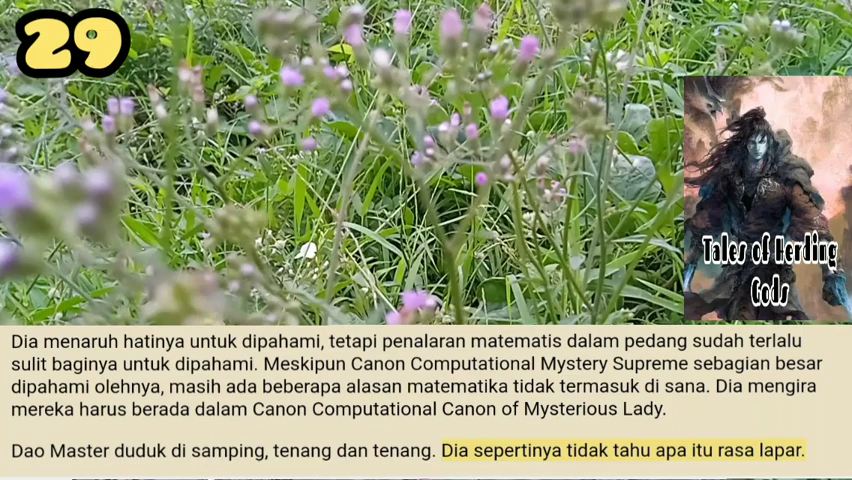 29
Tales of Herding
Gods
Dia menaruh hatinya untuk dipahami, tetapi penalaran matematis dalam pedang sudah terlalu
sulit baginya untuk dipahami. Meskipun Canon Computational Mystery Supreme sebagian besar
dipahami olehnya, masih ada beberapa alasan matematika tidak termasuk di sana. Dia mengira
mereka harus berada dalam Canon Computational Canon of Mysterious Lady.
Dao Master duduk di samping, tenang dan tenang. Dia sepertinya tidak tahu apa itu rasa lapar.